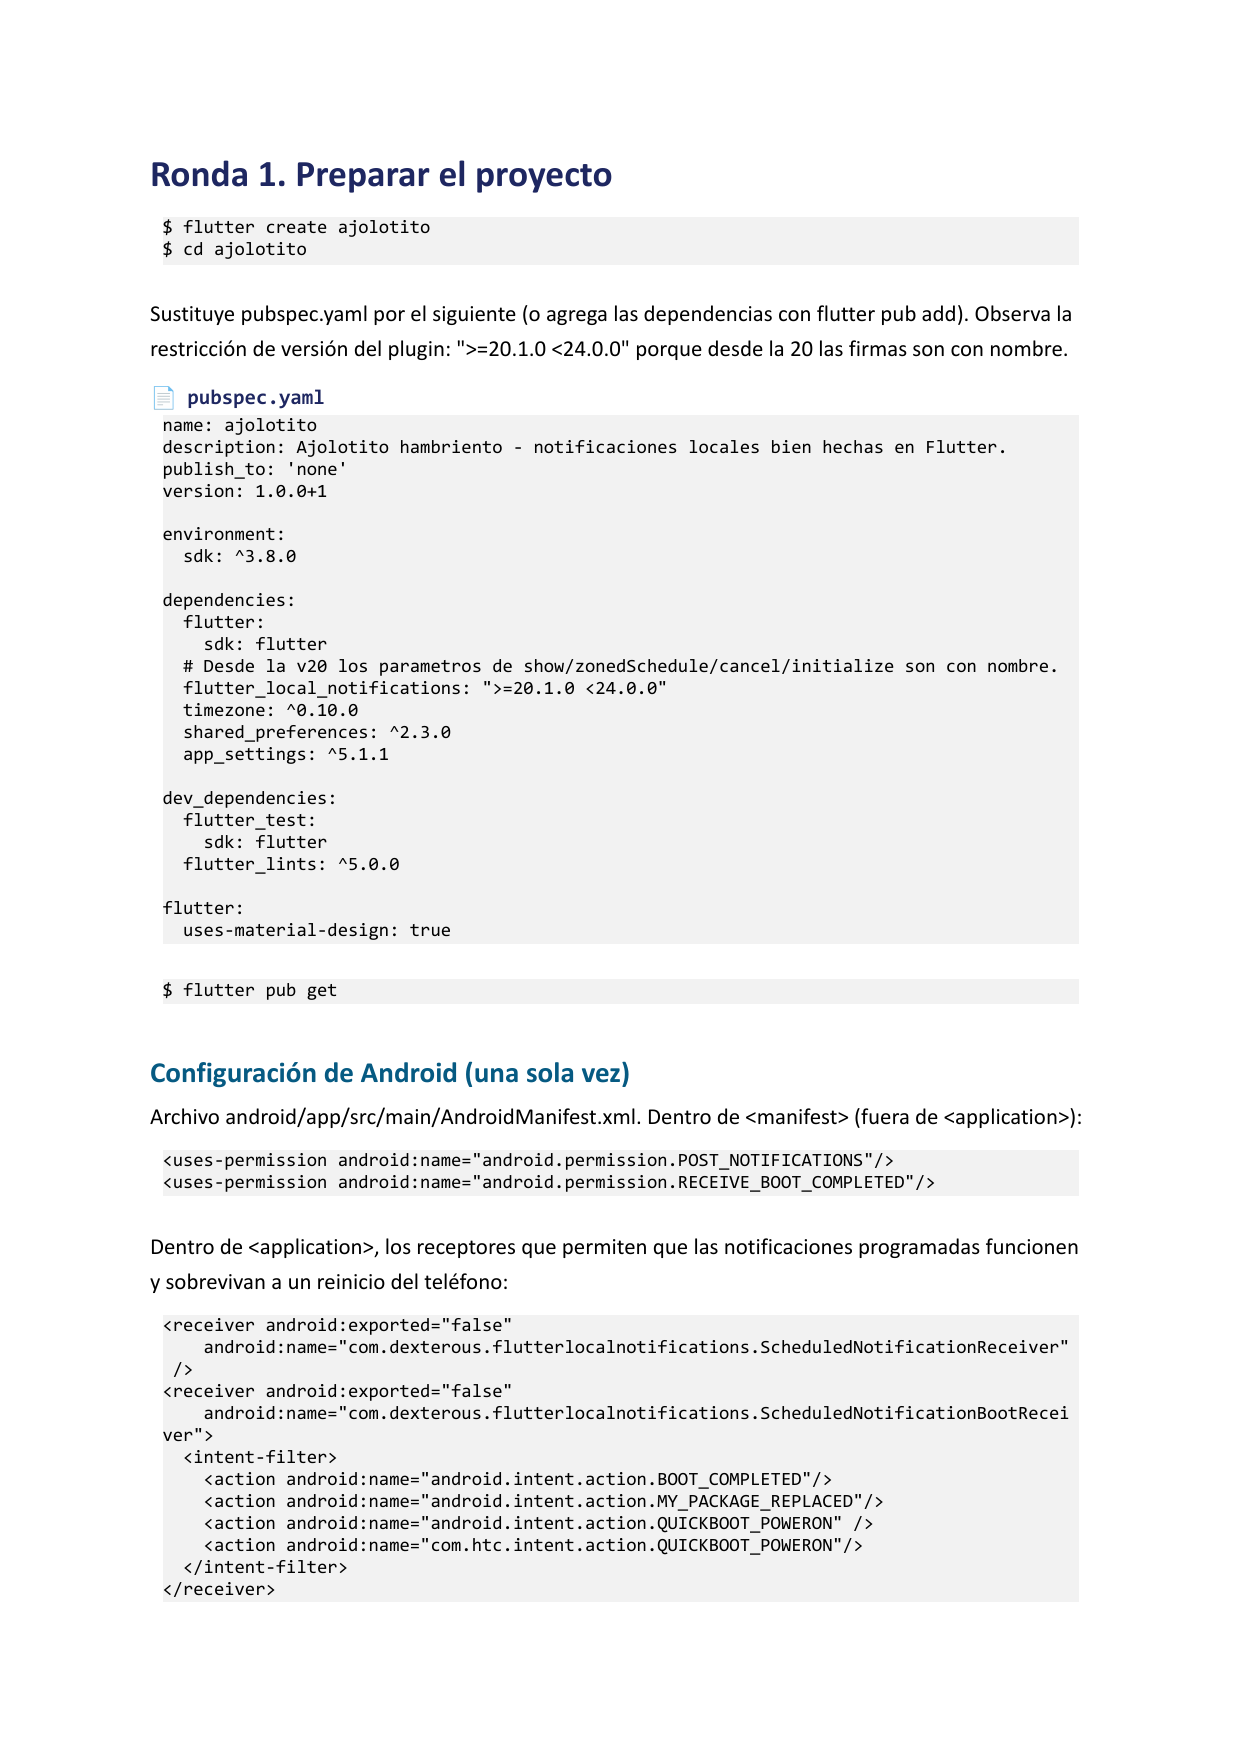 Ronda 1. Preparar el proyecto
$ flutter create ajolotito
$ cd ajolotito
Sustituye pubspec.yaml por el siguiente (o agrega las dependencias con flutter pub add). Observa la
restricción de versión del plugin: ">=20.1.0 <24.0.0" porque desde la 20 las firmas son con nombre.
📄 pubspec.yaml
name: ajolotito
description: Ajolotito hambriento - notificaciones locales bien hechas en Flutter.
publish_to: 'none'
version: 1.0.0+1
environment:
  sdk: ^3.8.0
dependencies:
  flutter:
    sdk: flutter
  # Desde la v20 los parametros de show/zonedSchedule/cancel/initialize son con nombre.
  flutter_local_notifications: ">=20.1.0 <24.0.0"
  timezone: ^0.10.0
  shared_preferences: ^2.3.0
  app_settings: ^5.1.1
dev_dependencies:
  flutter_test:
    sdk: flutter
  flutter_lints: ^5.0.0
flutter:
  uses-material-design: true
$ flutter pub get
Configuración de Android (una sola vez)
Archivo android/app/src/main/AndroidManifest.xml. Dentro de <manifest> (fuera de <application>):
<uses-permission android:name="android.permission.POST_NOTIFICATIONS"/>
<uses-permission android:name="android.permission.RECEIVE_BOOT_COMPLETED"/>
Dentro de <application>, los receptores que permiten que las notificaciones programadas funcionen
y sobrevivan a un reinicio del teléfono:
<receiver android:exported="false"
    android:name="com.dexterous.flutterlocalnotifications.ScheduledNotificationReceiver"
 />
<receiver android:exported="false"
    android:name="com.dexterous.flutterlocalnotifications.ScheduledNotificationBootRecei
ver">
  <intent-filter>
    <action android:name="android.intent.action.BOOT_COMPLETED"/>
    <action android:name="android.intent.action.MY_PACKAGE_REPLACED"/>
    <action android:name="android.intent.action.QUICKBOOT_POWERON" />
    <action android:name="com.htc.intent.action.QUICKBOOT_POWERON"/>
  </intent-filter>
</receiver>